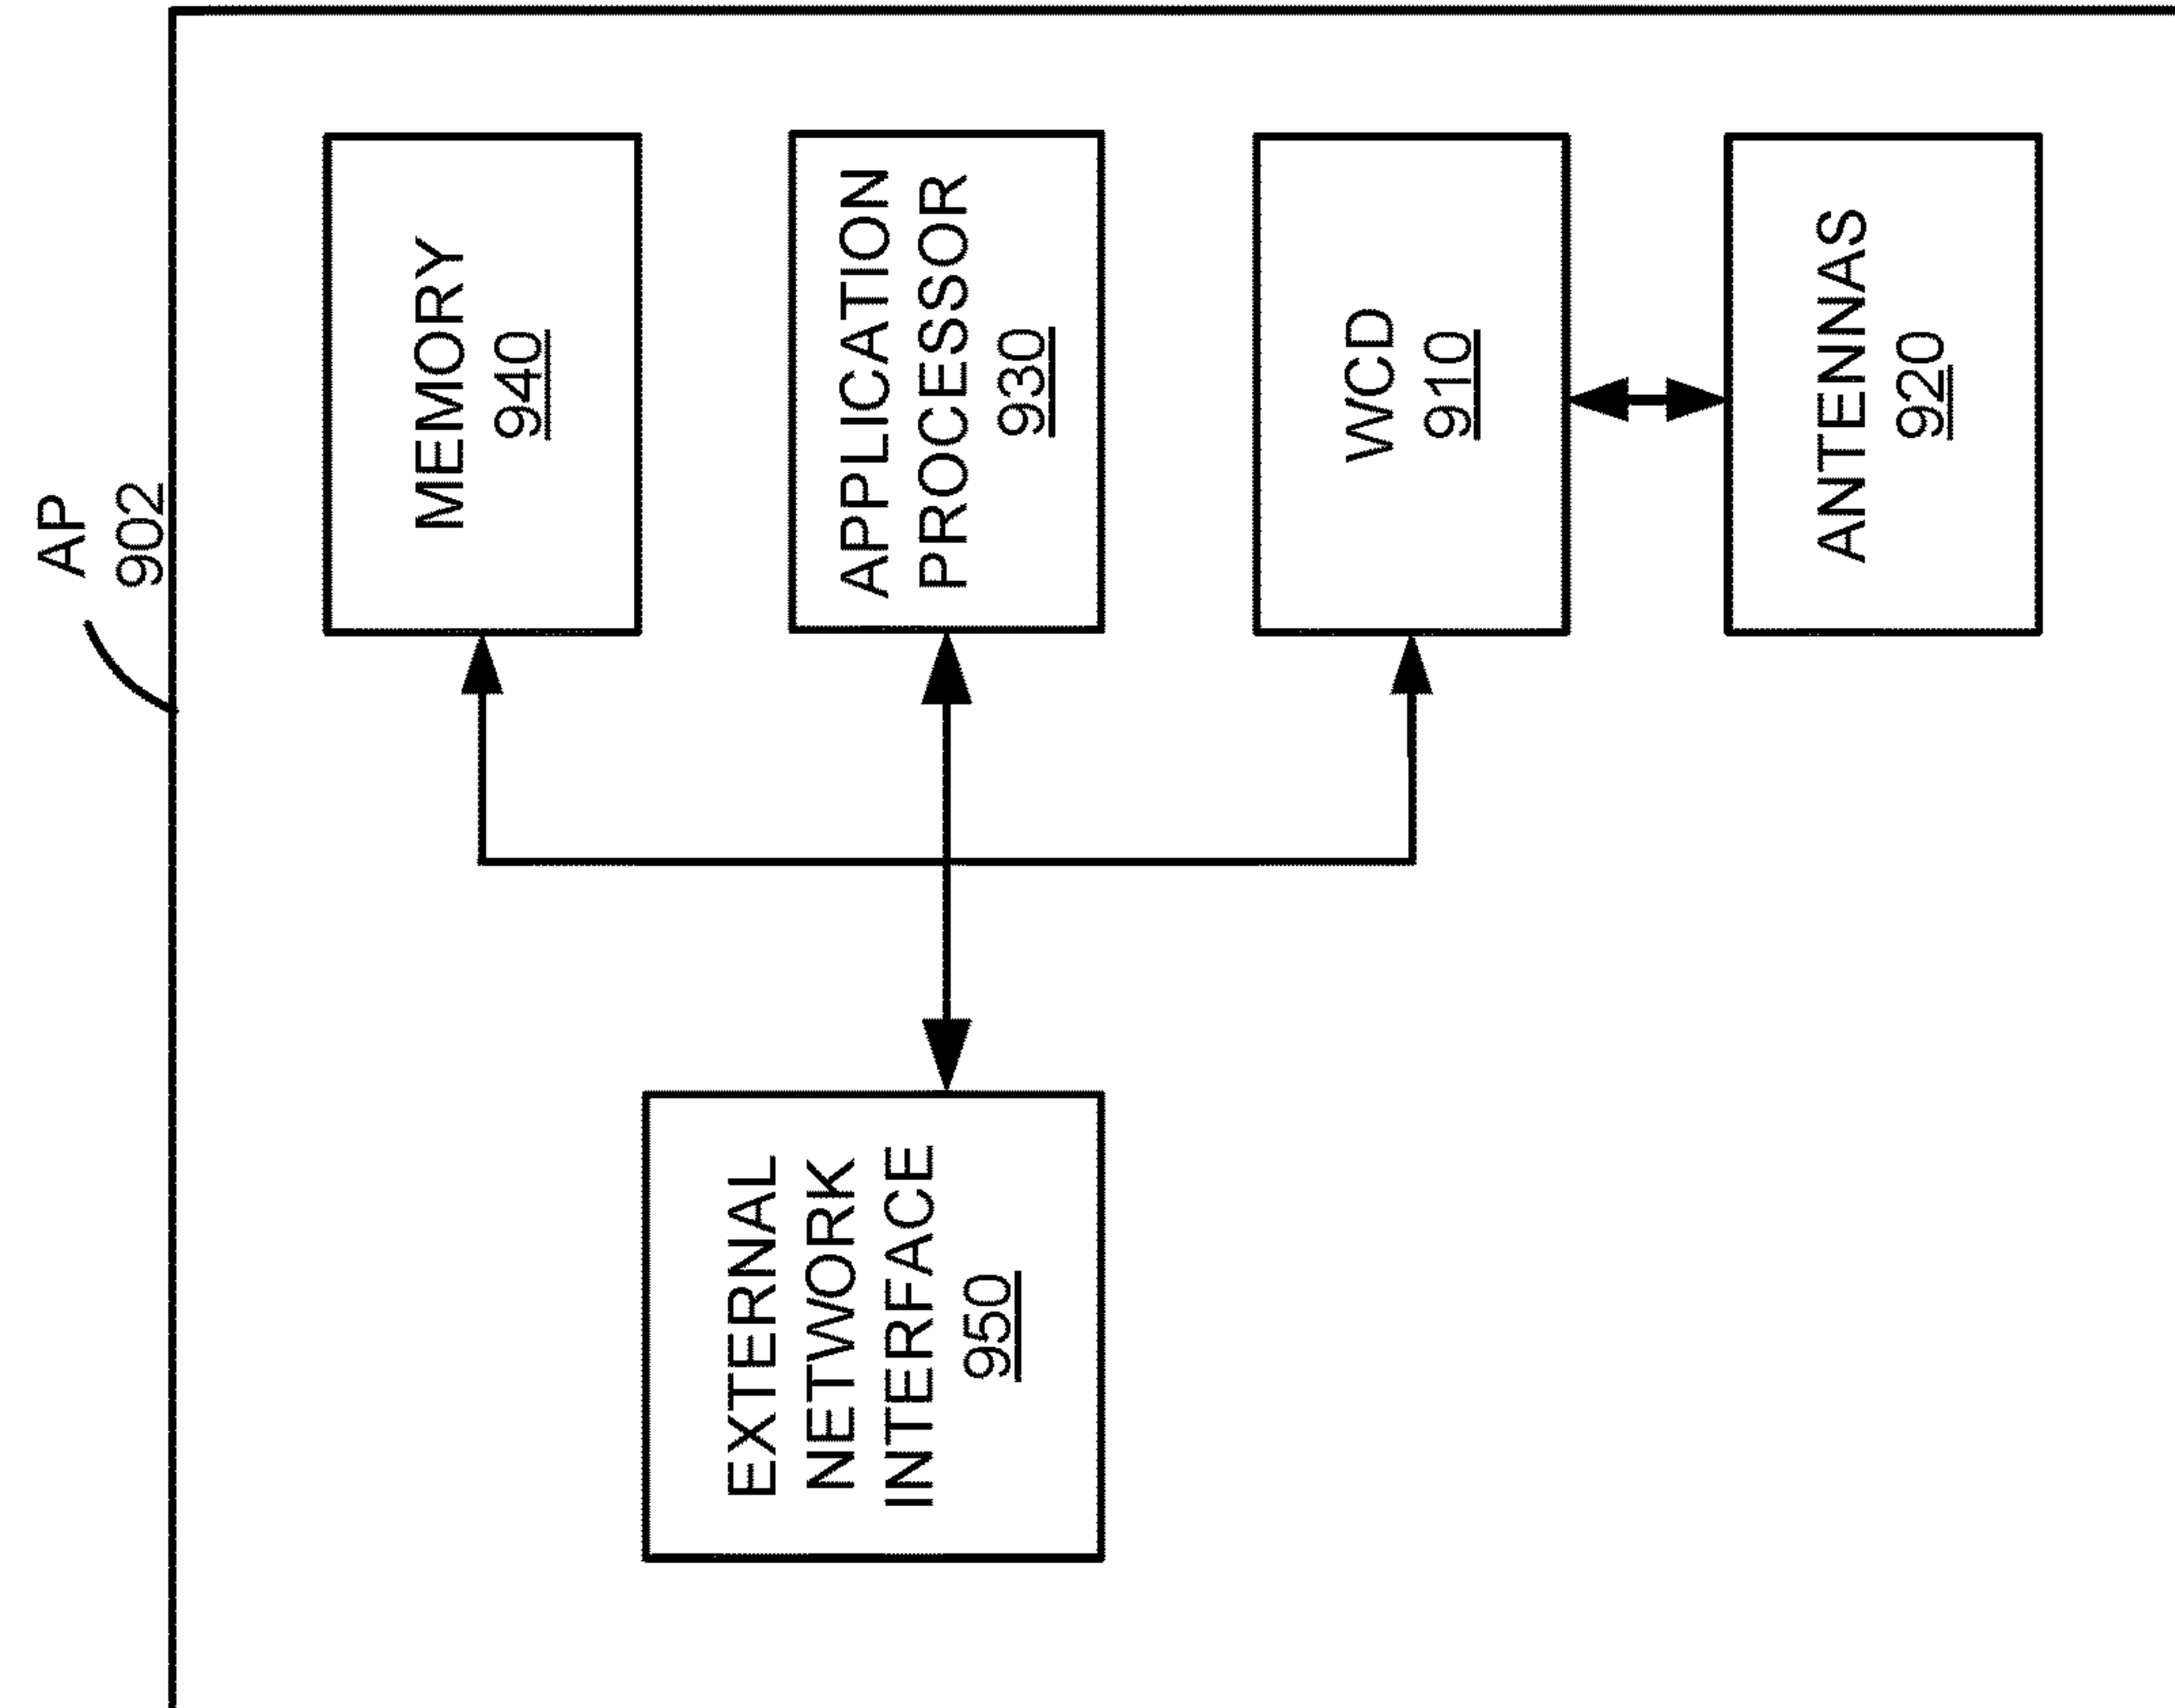 AP
902
MEMORY
940
APPLICATION
PROCESSOR
930
WCD
910
ANTENNAS
920
EXTERNAL
NETWORK
INTERFACE
950